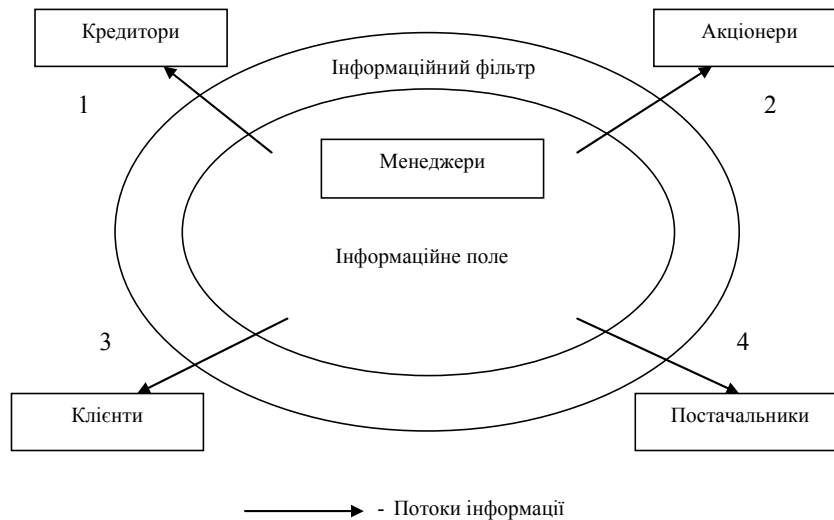 Кредитори
Акціонери
Інформаційний фільтр
1
2
Менеджери
Інформаційне поле
3
4
Клієнти
Постачальники
- Потоки інформації